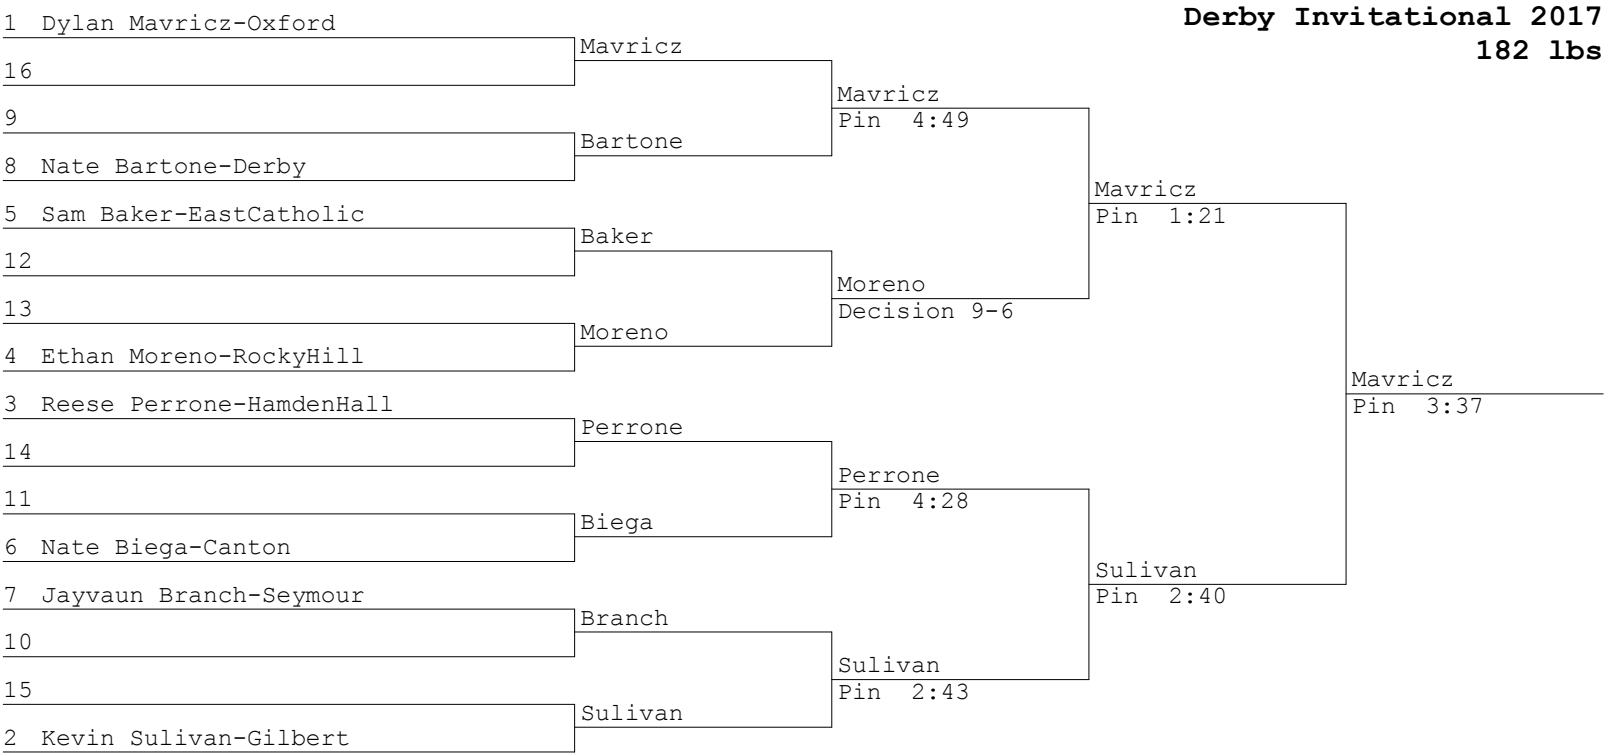 Derby Invitational 2017
182 lbs
1 Dylan Mavricz-Oxford
16
9
8 Nate Bartone-Derby
5 Sam Baker-EastCatholic
12
13
4 Ethan Moreno-RockyHill
3 Reese Perrone-HamdenHall
14
11
6 Nate Biega-Canton
7 Jayvaun Branch-Seymour
10
15
2 Kevin Sulivan-Gilbert
Mavricz
Bartone
Baker
Moreno
Perrone
Biega
Branch
Sulivan
Mavricz
Pin 4:49
Moreno
Decision 9-6
Perrone
Pin 4:28
Sulivan
Pin 2:43
Mavricz
Pin 1:21
Sulivan
Pin 2:40
Mavricz
Pin 3:37